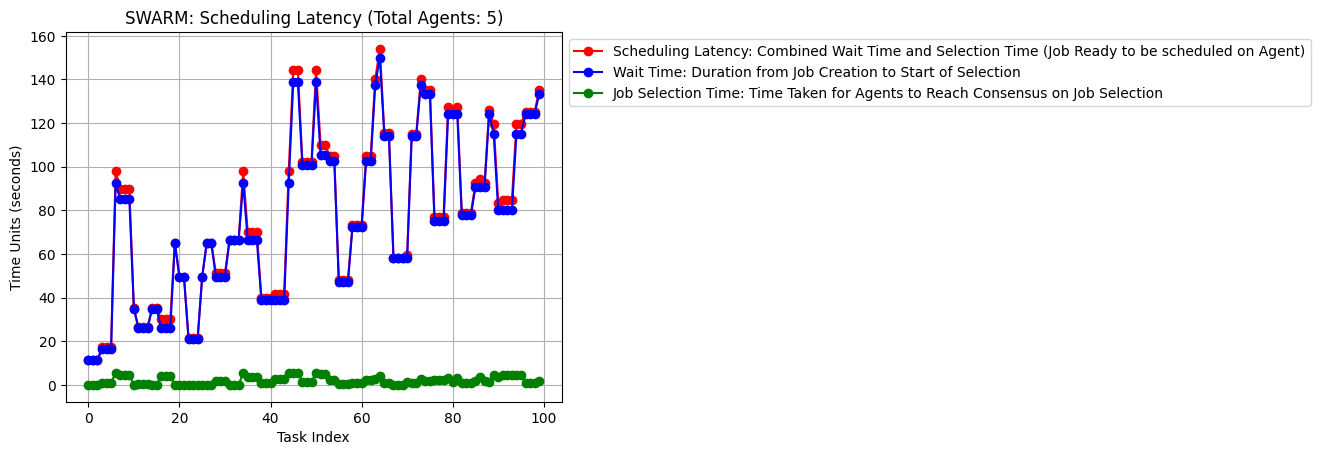 SWARM: Scheduling Latency (Total Agents: 5)
Scheduling Latency: Combined Wait Time and Selection Time (Job Ready to be scheduled on Agent)
Wait Time: Duration from Job Creation to Start of Selection
Job Selection Time: Time Taken for Agents to Reach Consensus on Job Selection
Time Units (seconds)
160
140
120
100
80
60
40
20
0
0 20 40 60 80 100
Task Index